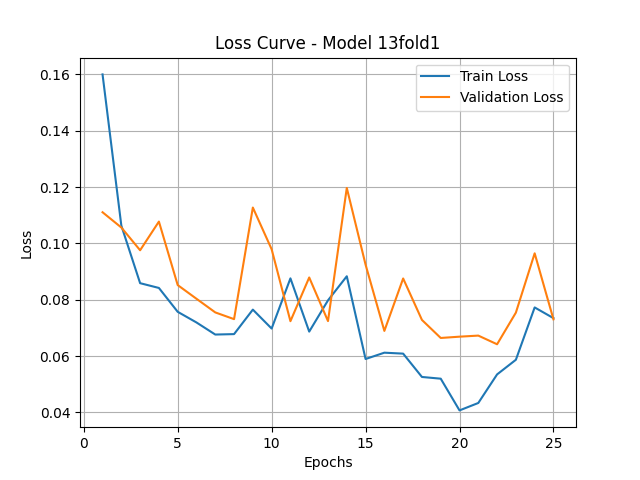 Loss Curve - Model 13fold1
Train Loss
Validation Loss
0.16
0.14
0.12
0.10
0.08
0.06
0.04
Loss
0
5
10
15
20
25
Epochs